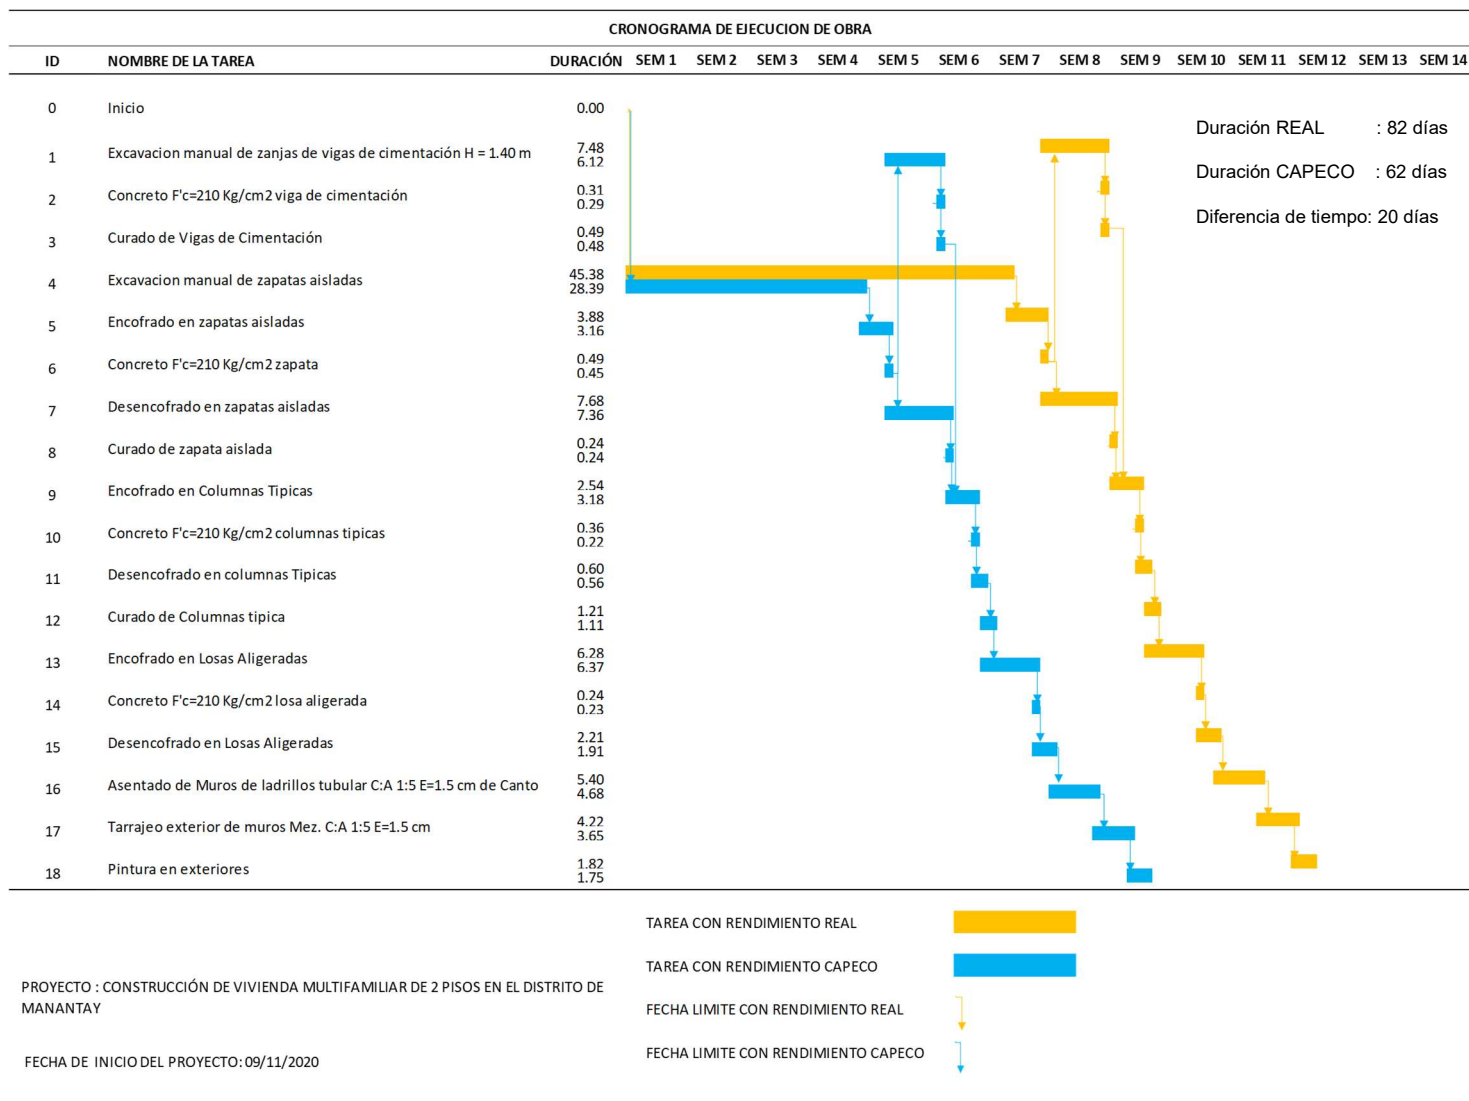 CRONOGRAMA DE EJECUCION DE OBRA
ID NOMBRE DE LA TAREA DURACIÓN SEM 1 SEM 2 SEM 3 SEM 4 SEM 5 SEM 6 SEM 7 SEM 8 SEM 9 SEM 10 SEM 11 SEM 12 SEM 13 SEM 14
0 Inicio 0.00
Duración REAL : 82 días
Duración CAPECO : 62 días
Diferencia de tiempo: 20 días
1 Excavacion manual de zanjas de vigas de cimentación H = 1.40 m 7.48
6.12
2 Concreto F'c=210 Kg/cm2 viga de cimentación 0.31
0.29
3 Curado de Vigas de Cimentación 0.49
0.48
4 Excavacion manual de zapatas aisladas 45.38
28.39
5 Encofrado en zapatas aisladas 3.88
3.16
6 Concreto F'c=210 Kg/cm2 zapata 0.49
0.45
7 Desencofrado en zapatas aisladas 7.68
7.36
8 Curado de zapata aislada 0.24
0.24
9 Encofrado en Columnas Tipicas 2.54
3.18
10 Concreto F'c=210 Kg/cm2 columnas tipicas 0.36
0.22
11 Desencofrado en columnas Tipicas 0.60
0.56
12 Curado de Columnas tipica 1.21
1.11
13 Encofrado en Losas Aligeradas 6.28
6.37
14 Concreto F'c=210 Kg/cm2 losa aligerada 0.24
0.23
15 Desencofrado en Losas Aligeradas 2.21
1.91
16 Asentado de Muros de ladrillos tubular C:A 1:5 E=1.5 cm de Canto 5.40
4.68
17 Tarrajeo exterior de muros Mez. C:A 1:5 E=1.5 cm 4.22
3.65
18 Pintura en exteriores 1.82
1.75
TAREA CON RENDIMIENTO REAL
TAREA CON RENDIMIENTO CAPECO
FECHA LIMITE CON RENDIMIENTO REAL
FECHA LIMITE CON RENDIMIENTO CAPECO
PROYECTO : CONSTRUCCIÓN DE VIVIENDA MULTIFAMILIAR DE 2 PISOS EN EL DISTRITO DE
MANANTAY
FECHA DE INICIO DEL PROYECTO: 09/11/2020